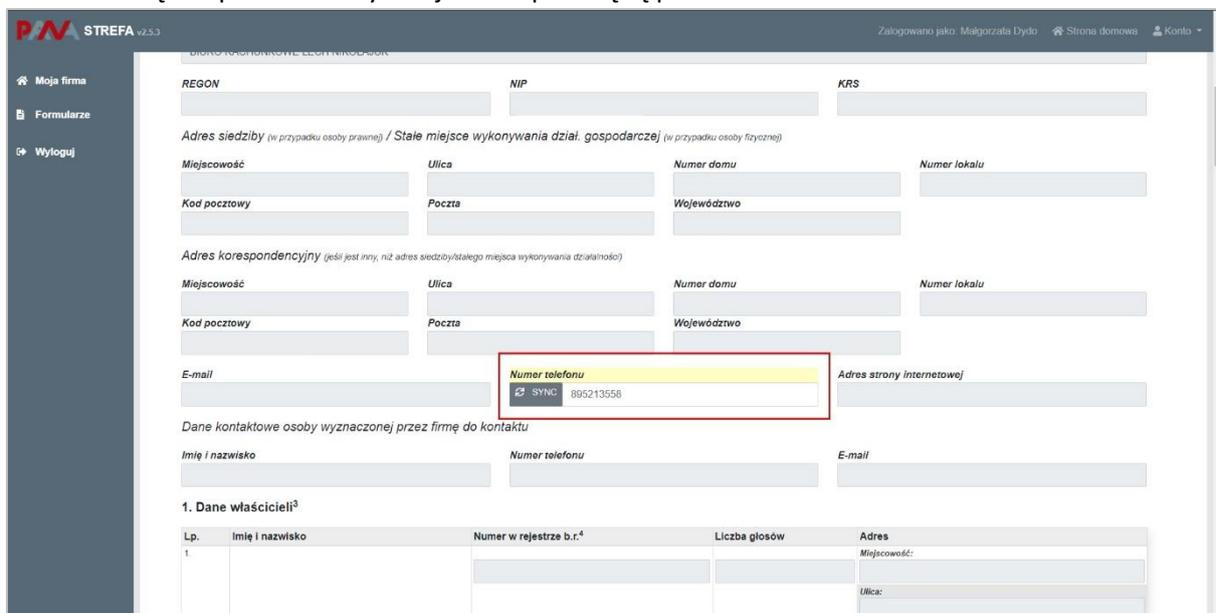 PANA STREFA v2.5.3
Zalogowano jako: Małgorzata Dydo Strona domowa Konto
Moja firma
Formularze
Wyloguj
BIURO RACHUNKOWE LECH NIKOŁAJUK
REGON NIP KRS
Adres siedziby (w przypadku osoby prawnej) / Stałe miejsce wykonywania dział. gospodarczej (w przypadku osoby fizycznej)
Miejscowość Ulica Numer domu Numer lokalu
Kod pocztowy Poczta Województwo
Adres korespondencyjny (jeśli jest inny, niż adres siedziby/stałego miejsca wykonywania działalności)
Miejscowość Ulica Numer domu Numer lokalu
Kod pocztowy Poczta Województwo
E-mail Numer telefonu Adres strony internetowej
SYNC 895213558
Dane kontaktowe osoby wyznaczonej przez firmę do kontaktu
Imię i nazwisko Numer telefonu E-mail
1. Dane właścicieli³
Lp. Imię i nazwisko Numer w rejestrze b.r.⁴ Liczba głosów Adres
1. Miejscowość:
Ulica: